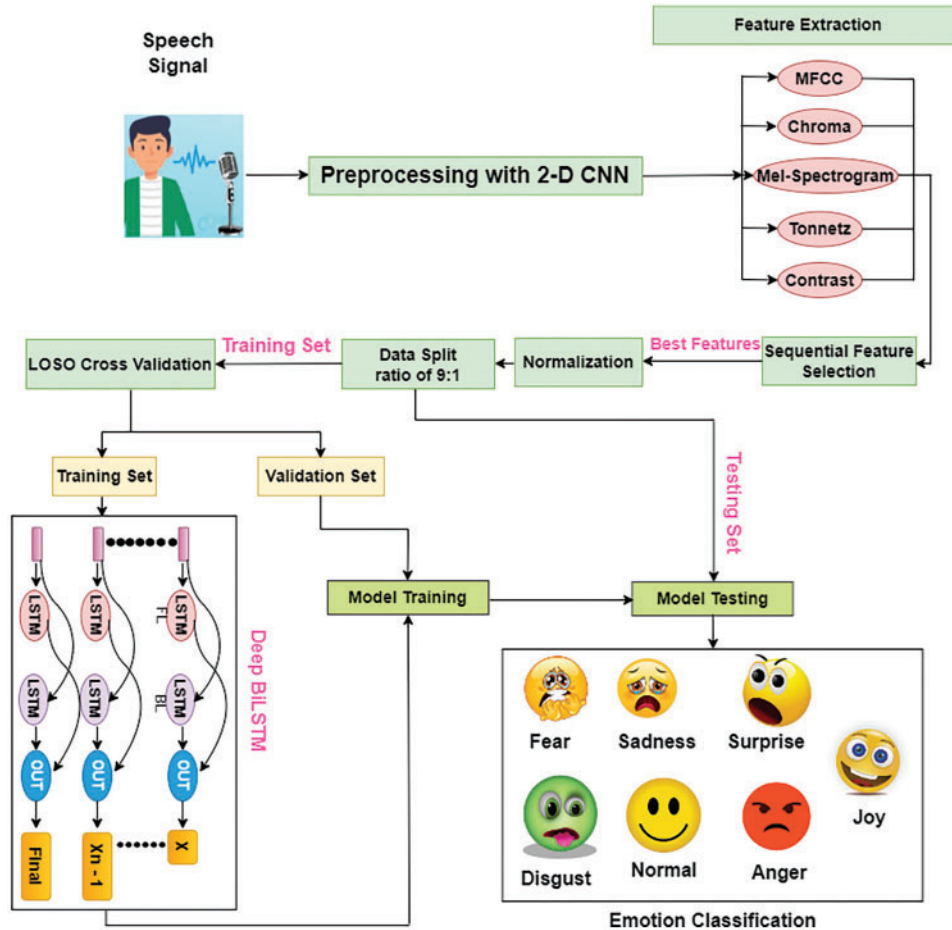 Feature Extraction
Speech
Signal
MFCC
Chroma
Preprocessing with 2-D CNN
Mel-Spectrogram
Tonnetz
Contrast
LOSO Cross Validation
Training Set
Data Split
ratio of 9:1
Normalization
Best Features
Sequential Feature
Selection
Training Set
Validation Set
Testing Set
LSTM
LSTM
LSTM
FL
Model Training
Model Testing
Deep BiLSTM
LSTM
LSTM
LSTM
BL
OUT
OUT
OUT
Final
Xn - 1
X
Fear
Sadness
Surprise
Joy
Disgust
Normal
Anger
Emotion Classification